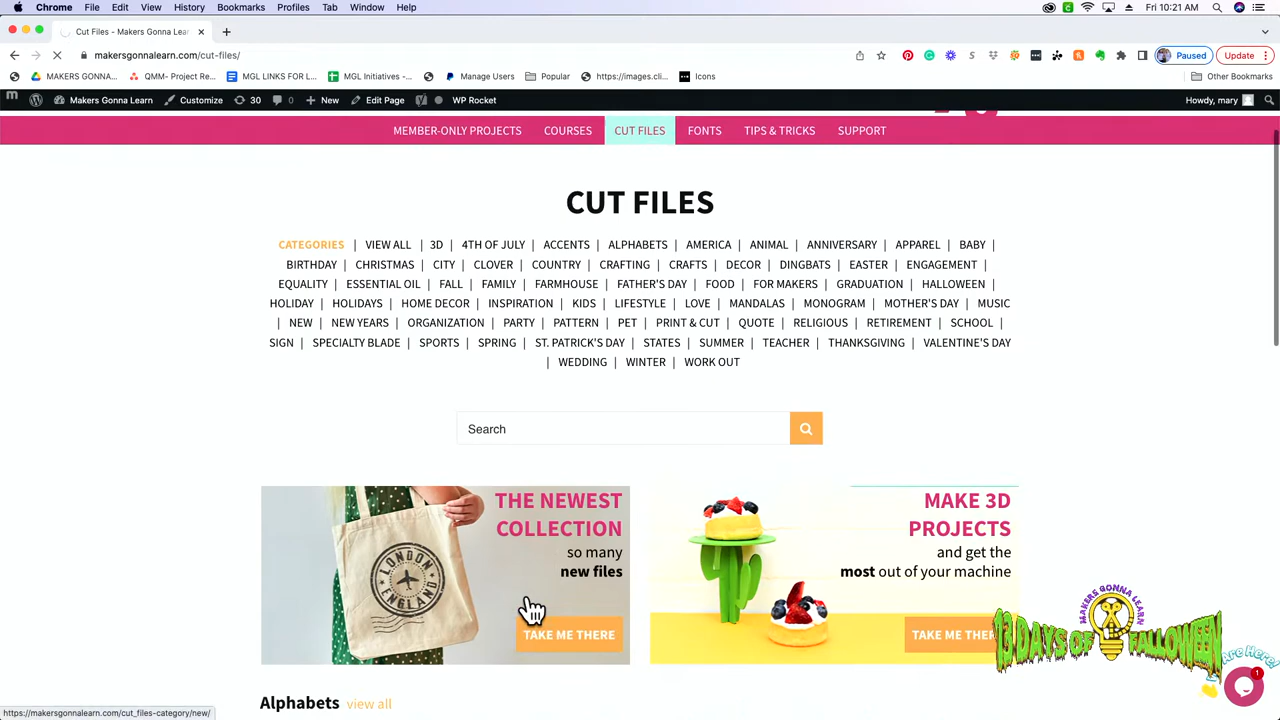 Chrome File Edit View History Bookmarks Profiles Tab Window Help Fri 10:21 AM
Cut Files - Makers Gonna Lear
makersgonnalearn.com/cut-files/ Paused Update
MAKERS GONNA... QMM- Project Re... MGL LINKS FOR L... MGL Initiatives -... Manage Users Popular https://images.cli... Icons Other Bookmarks
Makers Gonna Learn Customize 30 0 New Edit Page WP Rocket Howdy, mary
MEMBER-ONLY PROJECTS COURSES CUT FILES FONTS TIPS & TRICKS SUPPORT
CUT FILES
CATEGORIES | VIEW ALL | 3D | 4TH OF JULY | ACCENTS | ALPHABETS | AMERICA | ANIMAL | ANNIVERSARY | APPAREL | BABY |
BIRTHDAY | CHRISTMAS | CITY | CLOVER | COUNTRY | CRAFTING | CRAFTS | DECOR | DINGBATS | EASTER | ENGAGEMENT |
EQUALITY | ESSENTIAL OIL | FALL | FAMILY | FARMHOUSE | FATHER'S DAY | FOOD | FOR MAKERS | GRADUATION | HALLOWEEN |
HOLIDAY | HOLIDAYS | HOME DECOR | INSPIRATION | KIDS | LIFESTYLE | LOVE | MANDALAS | MONOGRAM | MOTHER'S DAY | MUSIC
| NEW | NEW YEARS | ORGANIZATION | PARTY | PATTERN | PET | PRINT & CUT | QUOTE | RELIGIOUS | RETIREMENT | SCHOOL |
SIGN | SPECIALTY BLADE | SPORTS | SPRING | ST. PATRICK'S DAY | STATES | SUMMER | TEACHER | THANKSGIVING | VALENTINE'S DAY
| WEDDING | WINTER | WORK OUT
Search
THE NEWEST
COLLECTION
so many
new files
TAKE ME THERE
LONDON
ENGLAND
MAKE 3D
PROJECTS
and get the
most out of your machine
TAKE ME THER
MAKERS GONNA LEARN
13 DAYS OF FALLOWEEN
Are Here!
1
Alphabets view all
https://makersgonnalearn.com/cut_files-category/new/